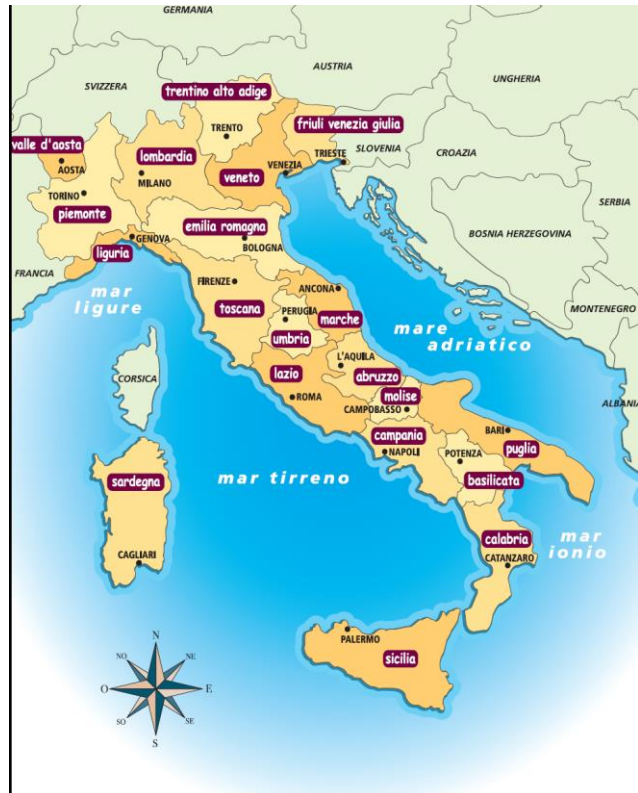 GERMANIA
AUSTRIA
UNGHERIA
SVIZZERA
trentino alto adige
TRENTO
friuli venezia giulia
TRIESTE
SLOVENIA
CROAZIA
valle d'aosta
AOSTA
lombardia
MILANO
veneto
VENEZIA
TORINO
piemonte
SERBIA
emilia romagna
BOLOGNA
BOSNIA HERZEGOVINA
GENOVA
liguria
FRANCIA
FIRENZE
toscana
ANCONA
marche
PERUGIA
umbria
mar
ligure
MONTENEGRO
mare
adriatico
L'AQUILA
abruzzo
CORSICA
lazio
ROMA
molise
CAMPOBASSO
ALBANIA
campania
NAPOLI
BARI
puglia
POTENZA
basilicata
mar tirreno
sardegna
CAGLIARI
calabria
CATANZARO
mar
ionio
PALERMO
sicilia
N
NO
NE
O
E
SO
SE
S